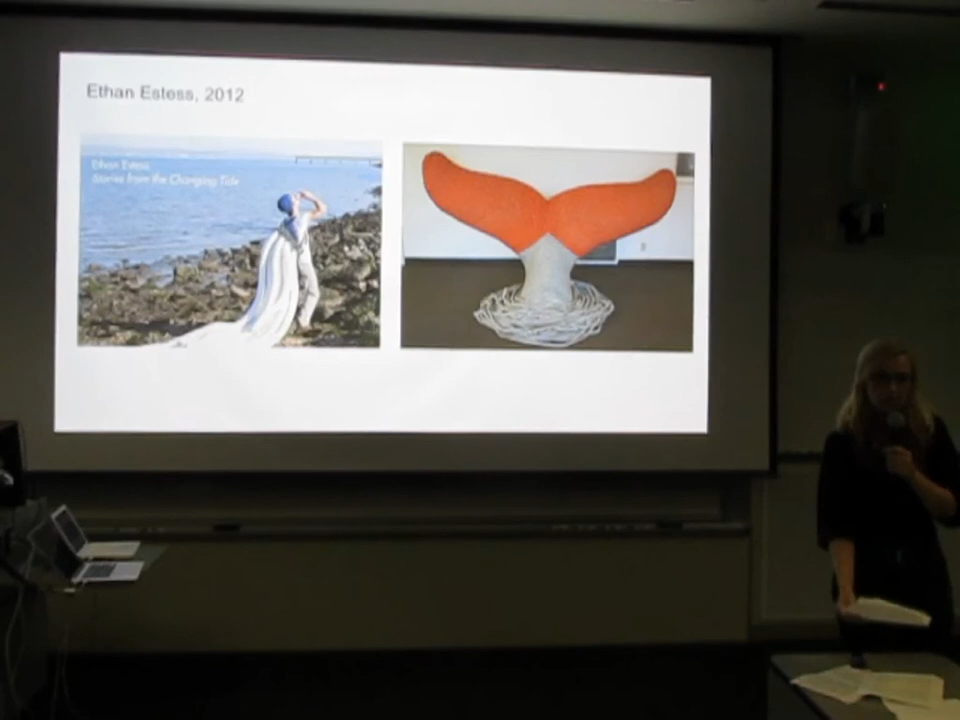 Ethan Estess, 2012
Ethan Estess
Stories from the Changing Tide